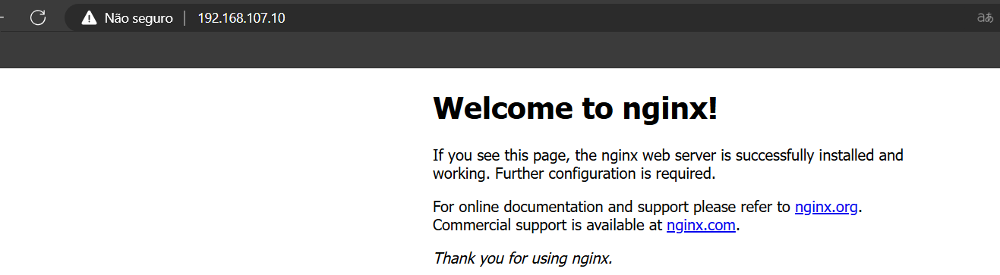 Não seguro | 192.168.107.10 aあ
Welcome to nginx!
If you see this page, the nginx web server is successfully installed and
working. Further configuration is required.
For online documentation and support please refer to nginx.org.
Commercial support is available at nginx.com.
Thank you for using nginx.